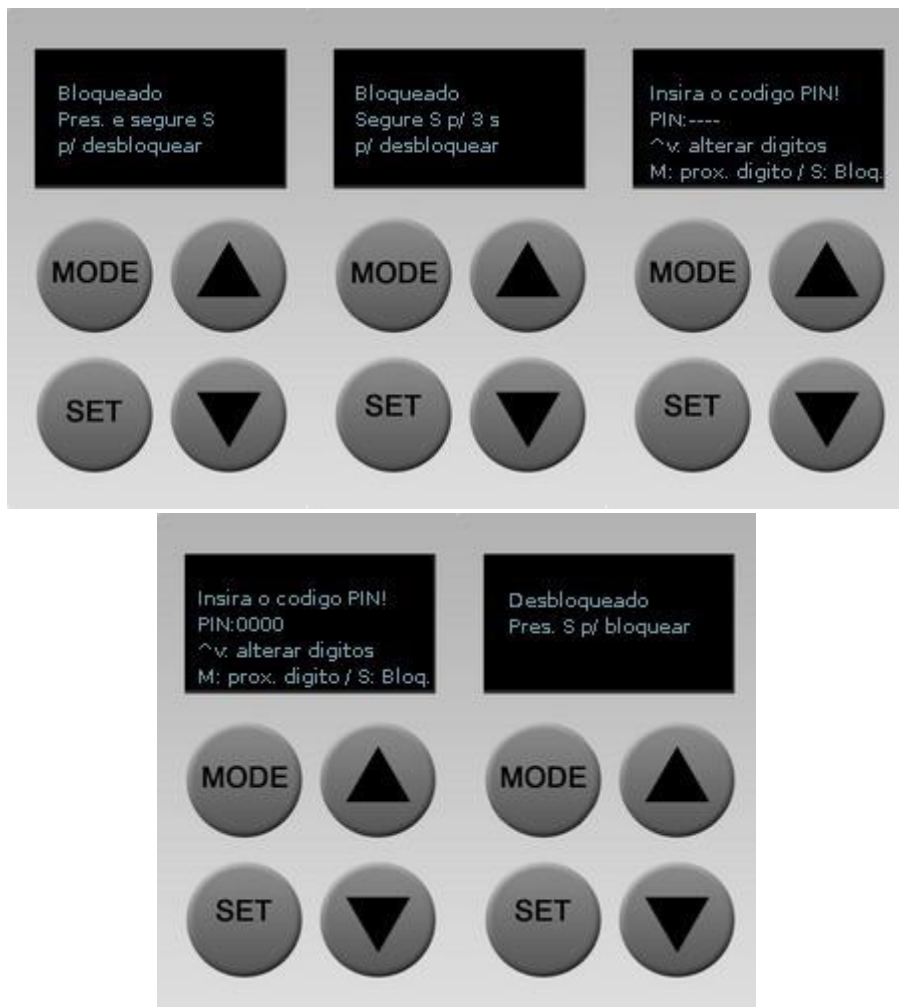 Bloqueado
Pres. e segure S
p/ desbloquear
MODE
SET
Bloqueado
Segure S p/ 3 s
p/ desbloquear
MODE
SET
Insira o codigo PIN!
PIN:----
^v: alterar digitos
M: prox. digito / S: Bloq.
MODE
SET
Insira o codigo PIN!
PIN:0000
^v: alterar digitos
M: prox. digito / S: Bloq.
MODE
SET
Desbloqueado
Pres. S p/ bloquear
MODE
SET